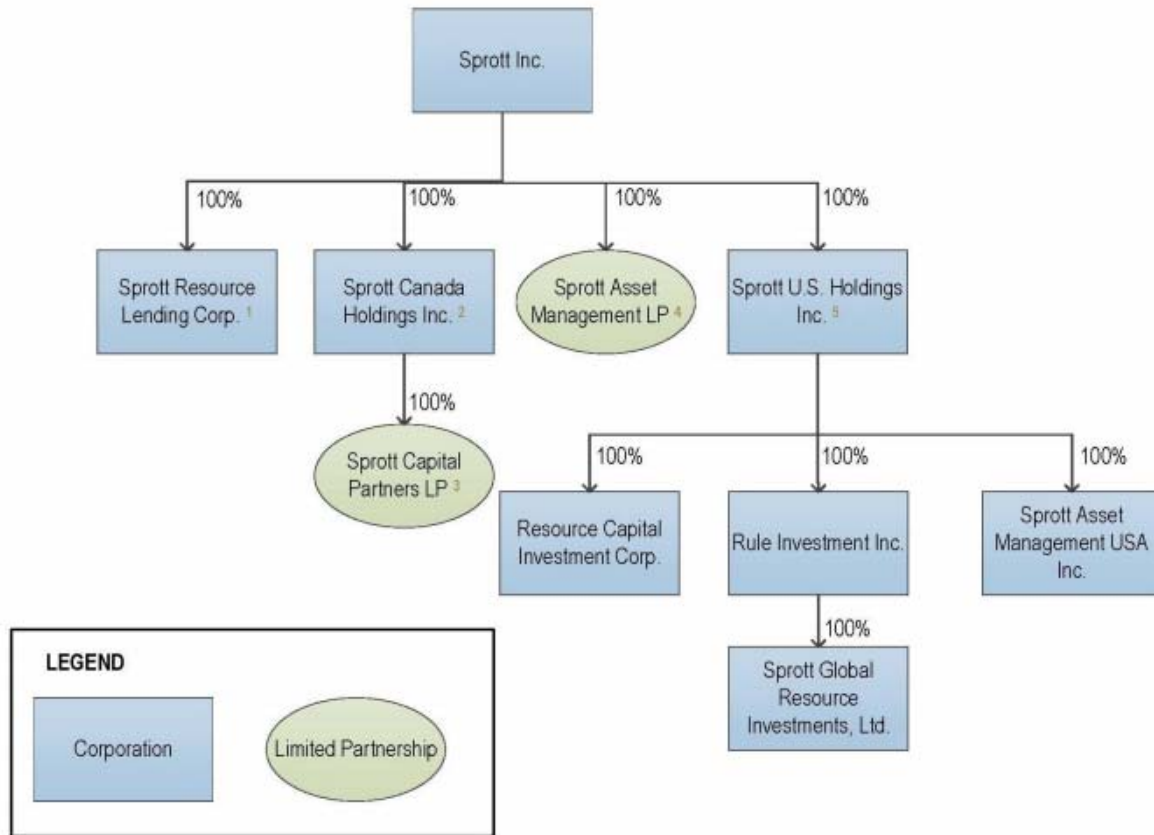 Sprott Inc.
100%
100%
100%
100%
Sprott Resource
Lending Corp. 1
Sprott Canada
Holdings Inc. 2
Sprott Asset
Management LP 4
Sprott U.S. Holdings
Inc. 5
100%
Sprott Capital
Partners LP 3
100%
100%
100%
Resource Capital
Investment Corp.
Rule Investment Inc.
Sprott Asset
Management USA
Inc.
100%
Sprott Global
Resource
Investments, Ltd.
LEGEND
Corporation
Limited Partnership